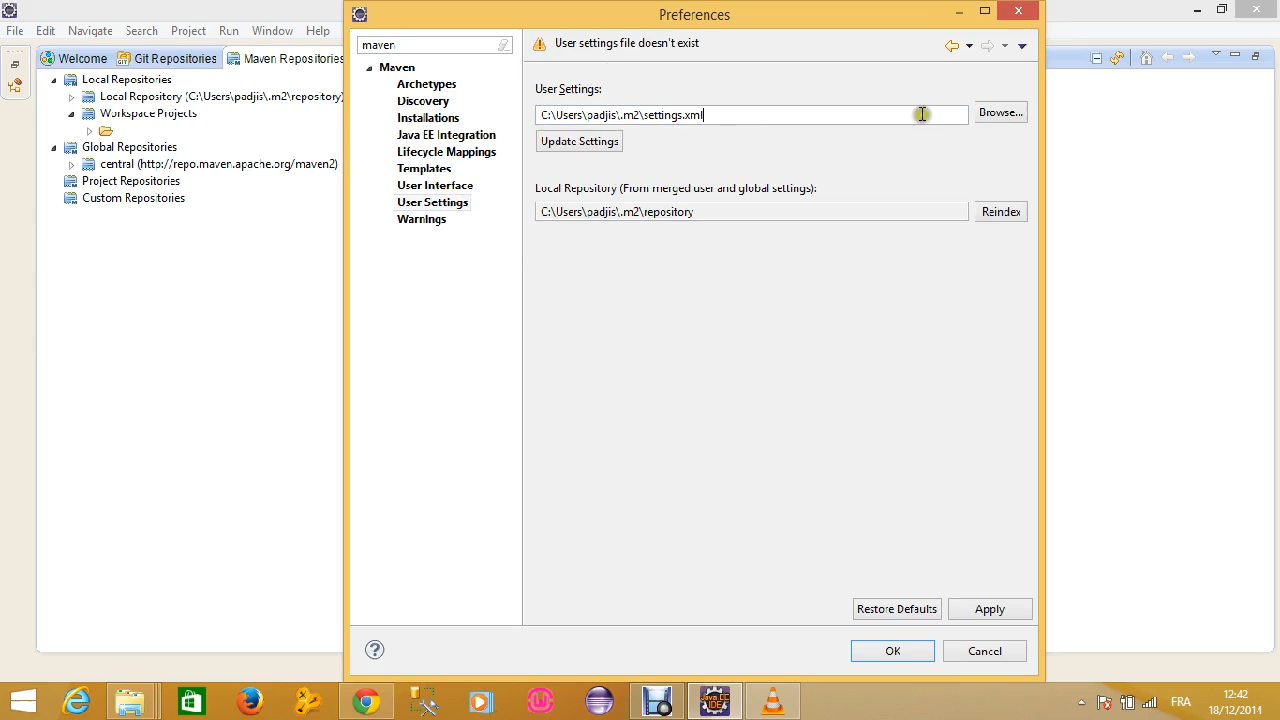 Preferences
File Edit Navigate Search Project Run Window Help
maven
User settings file doesn't exist
Welcome Git Repositories Maven Repositories
Local Repositories
Local Repository (C:\Users\padjis\.m2\repository)
Workspace Projects
Global Repositories
central (http://repo.maven.apache.org/maven2)
Project Repositories
Custom Repositories
Maven
Archetypes
Discovery
Installations
Java EE Integration
Lifecycle Mappings
Templates
User Interface
User Settings
Warnings
User Settings:
C:\Users\padjis\.m2\settings.xml
Browse...
Update Settings
Local Repository (From merged user and global settings):
C:\Users\padjis\.m2\repository
Reindex
Restore Defaults Apply
OK Cancel
Java EE
IDE
FRA
12:42
18/12/2014